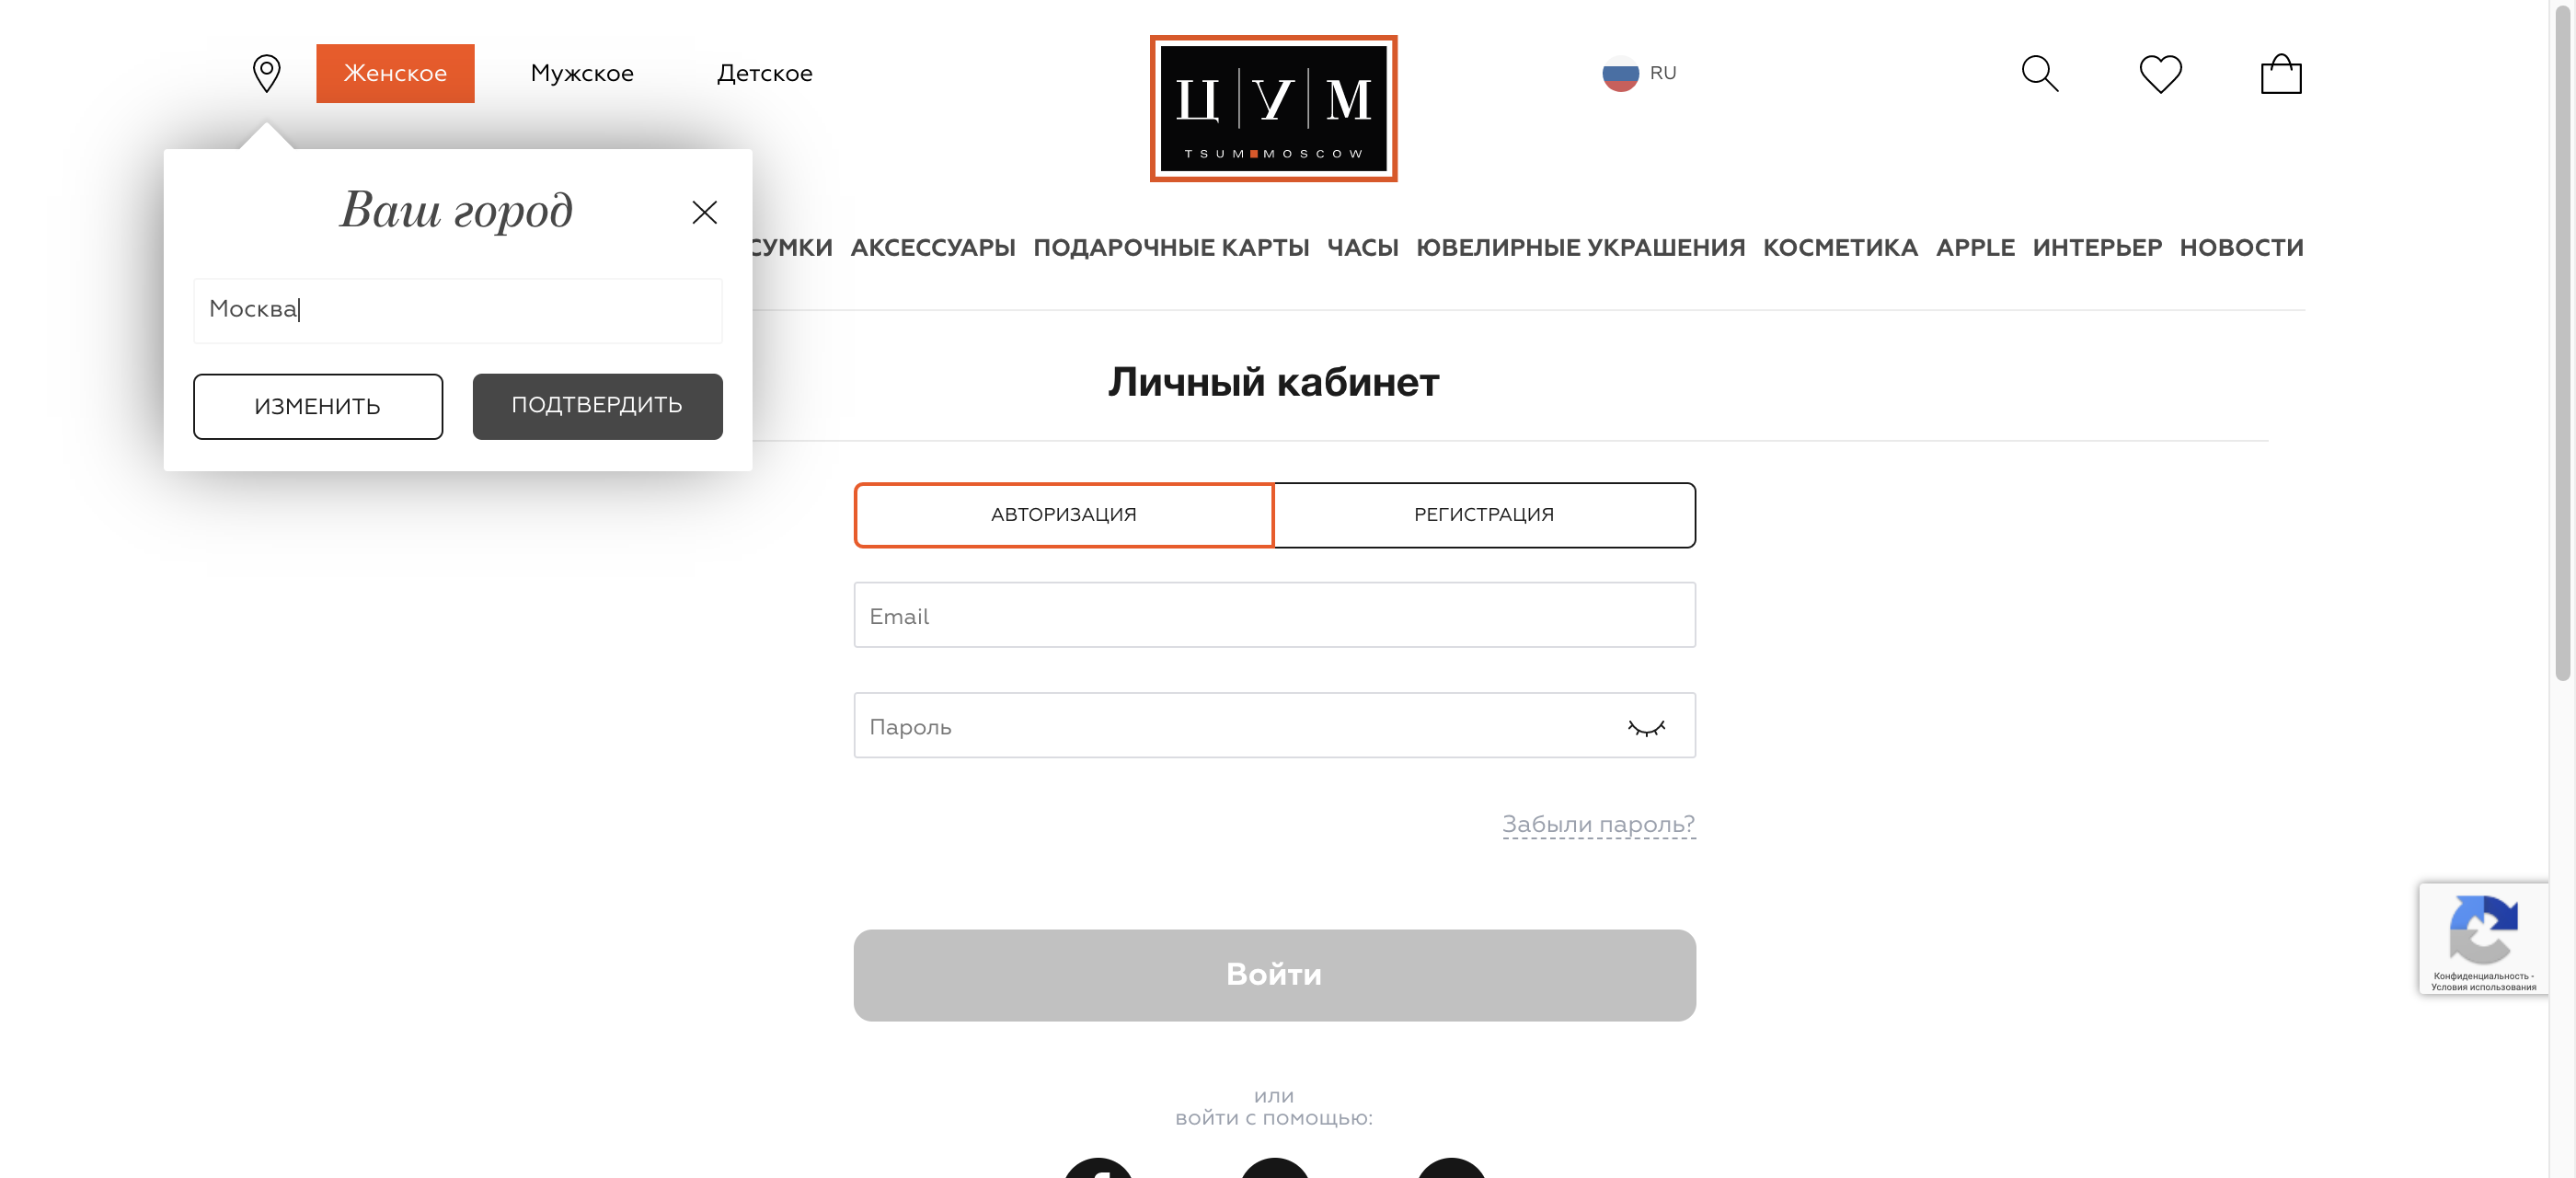 Женское Мужское Детское
Ц У М
TSUM MOSCOW
RU
Ваш город
Москва
ИЗМЕНИТЬ ПОДТВЕРДИТЬ
СУМКИ АКСЕССУАРЫ ПОДАРОЧНЫЕ КАРТЫ ЧАСЫ ЮВЕЛИРНЫЕ УКРАШЕНИЯ КОСМЕТИКА APPLE ИНТЕРЬЕР НОВОСТИ
Личный кабинет
АВТОРИЗАЦИЯ РЕГИСТРАЦИЯ
Email
Пароль
Забыли пароль?
Войти
Конфиденциальность -
Условия использования
или
войти с помощью: